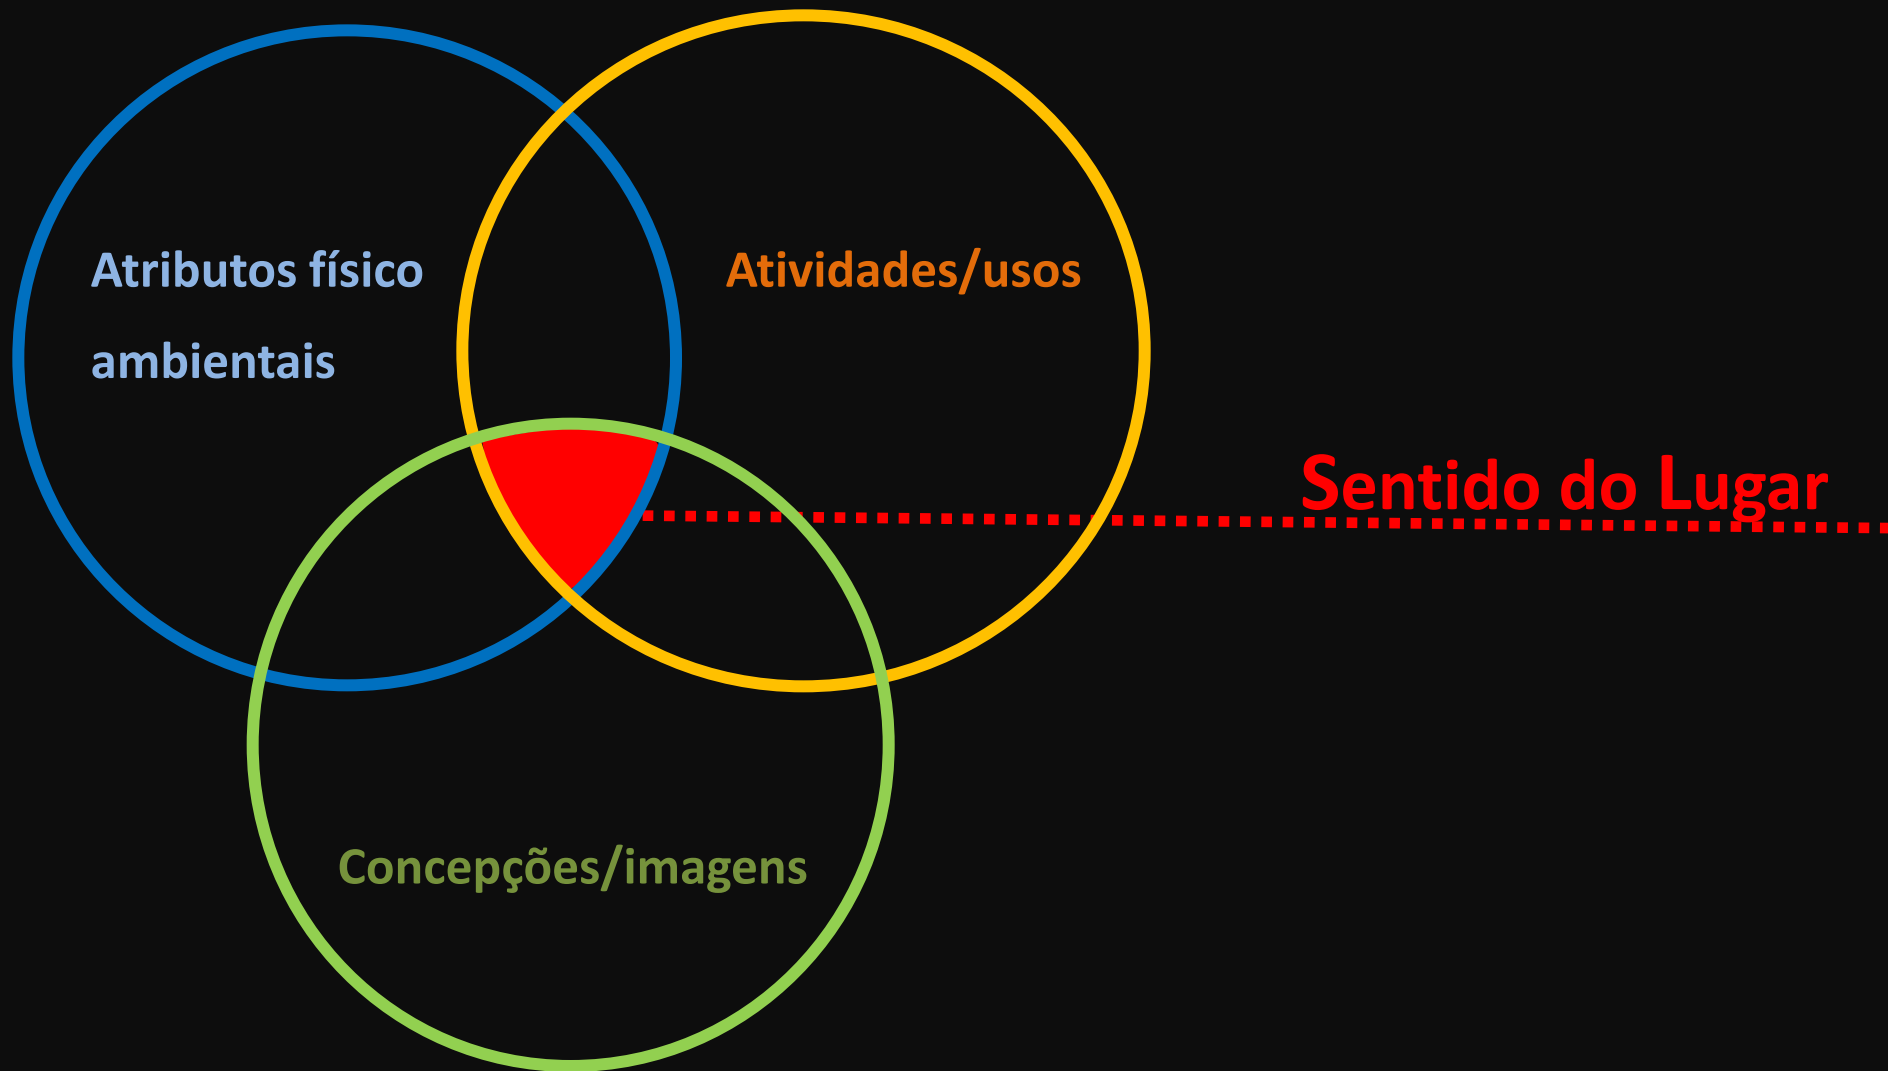 Atributos físico
ambientais
Atividades/usos
Sentido do Lugar
Concepções/imagens